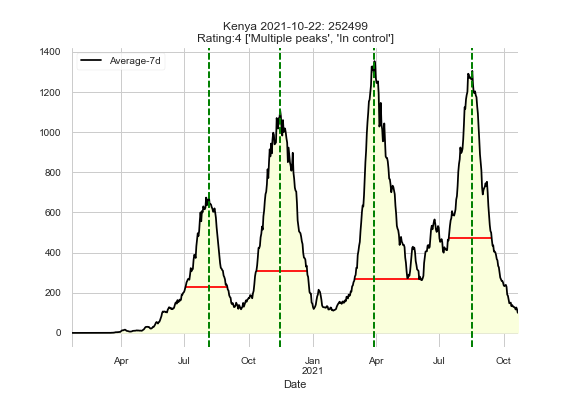 Kenya 2021-10-22: 252499
Rating:4 ['Multiple peaks', 'In control']
1400
Average-7d
1200
1000
800
600
400
200
0
Apr Jul Oct Jan Apr Jul Oct
2021
Date